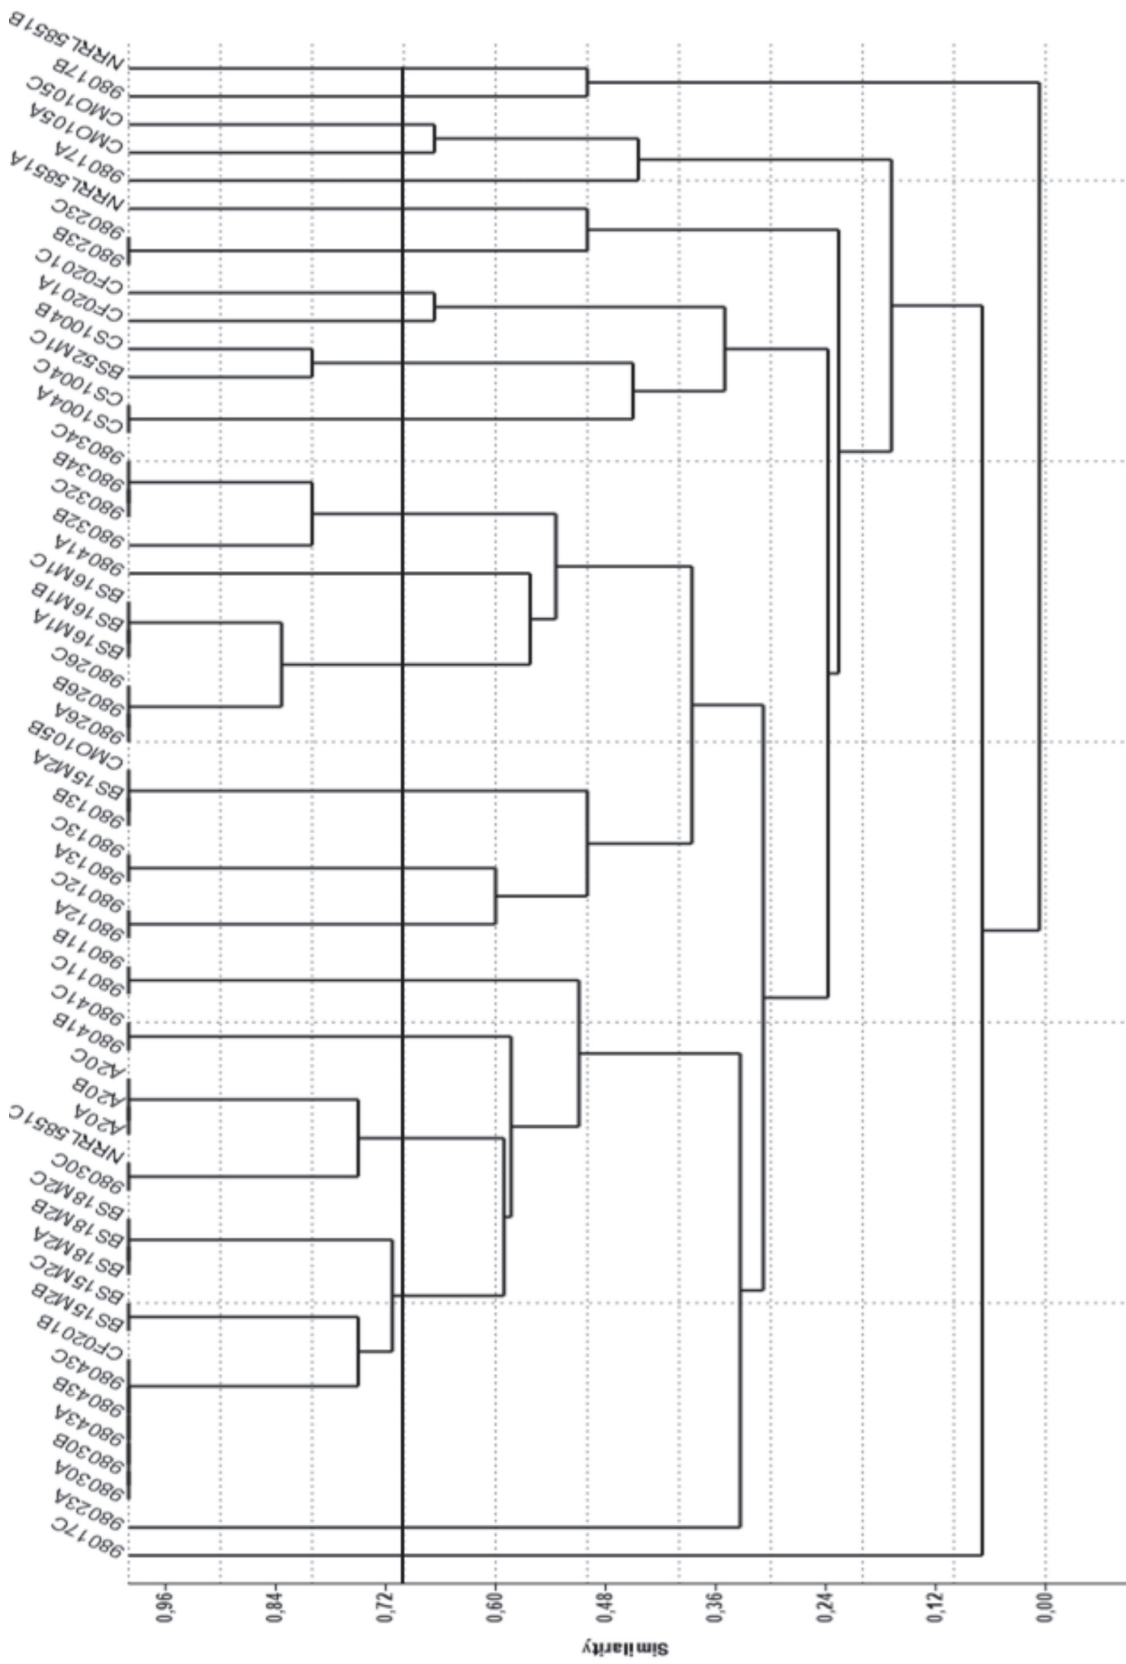 NRRL5851B
98017B
CMO105C
CMO105A
98017A
NRRL5851A
98023C
98023B
CF0201C
CF0201A
CS1004B
BS52M1C
CS1004C
CS1004A
98034C
98034B
98032C
98032B
98041A
BS16M1C
BS16M1B
BS16M1A
98026C
98026B
98026A
CMO105B
BS15M2A
98013B
98013C
98013A
98012C
98012A
98011B
98011C
98041C
98041B
A20C
A20B
A20A
NRRL5851C
98030C
BS18M2C
BS18M2B
BS18M2A
BS15M2C
BS15M2B
CF0201B
98043C
98043B
98043A
98030B
98030A
98023A
98017C
0,96
0,84
0,72
0,60
0,48
0,36
0,24
0,12
0,00
Similarity